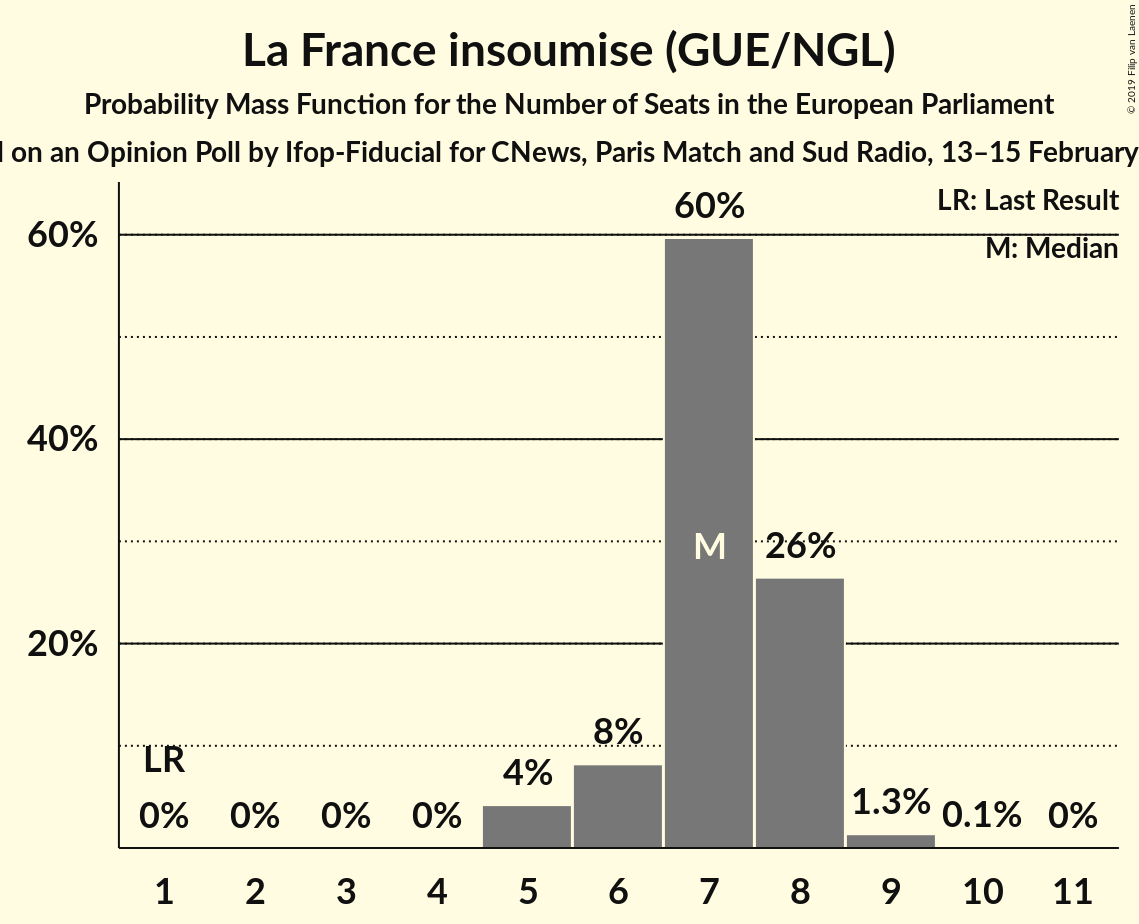 La France insoumise (GUE/NGL)
Probability Mass Function for the Number of Seats in the European Parliament
on an Opinion Poll by Ifop-Fiducial for CNews, Paris Match and Sud Radio, 13–15 February
© 2019 Filip van Laenen
LR: Last Result
M: Median
60%
40%
20%
LR
0%
0%
0%
0%
4%
8%
60%
M
26%
1.3%
0.1%
0%
1 2 3 4 5 6 7 8 9 10 11